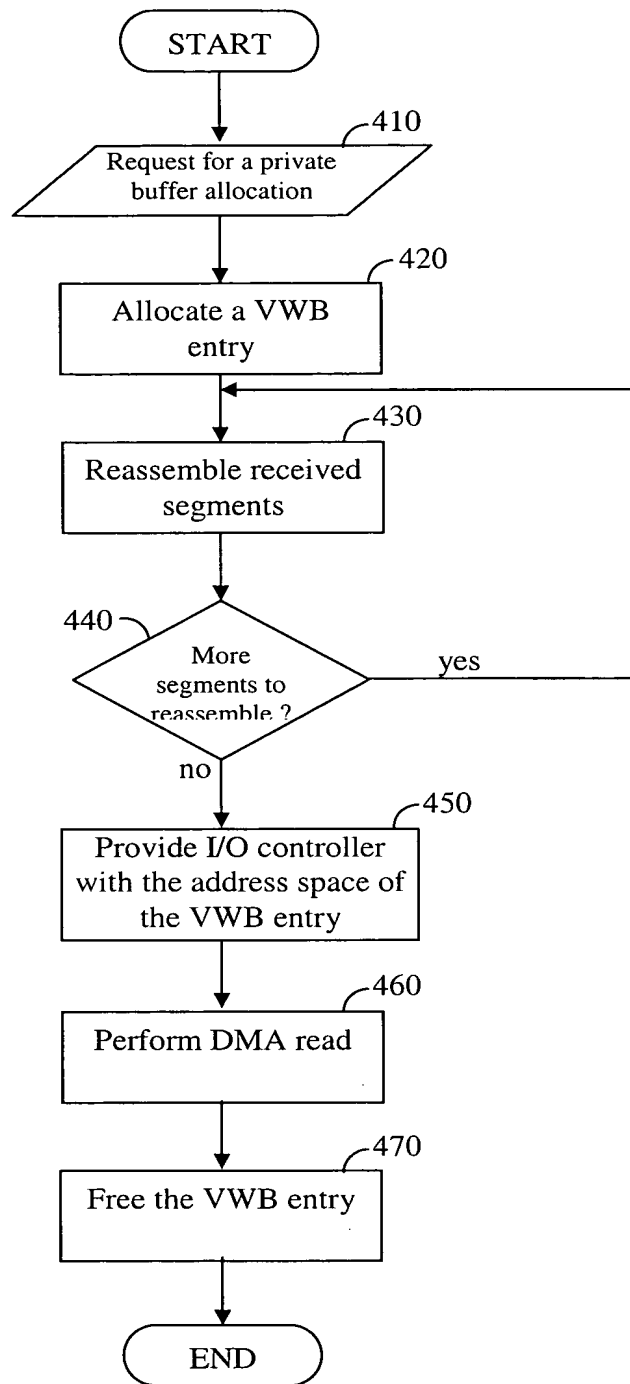 START
410
Request for a private
buffer allocation
420
Allocate a VWB
entry
430
Reassemble received
segments
440
More
segments to
reassemble ?
yes
no
450
Provide I/O controller
with the address space of
the VWB entry
460
Perform DMA read
470
Free the VWB entry
END